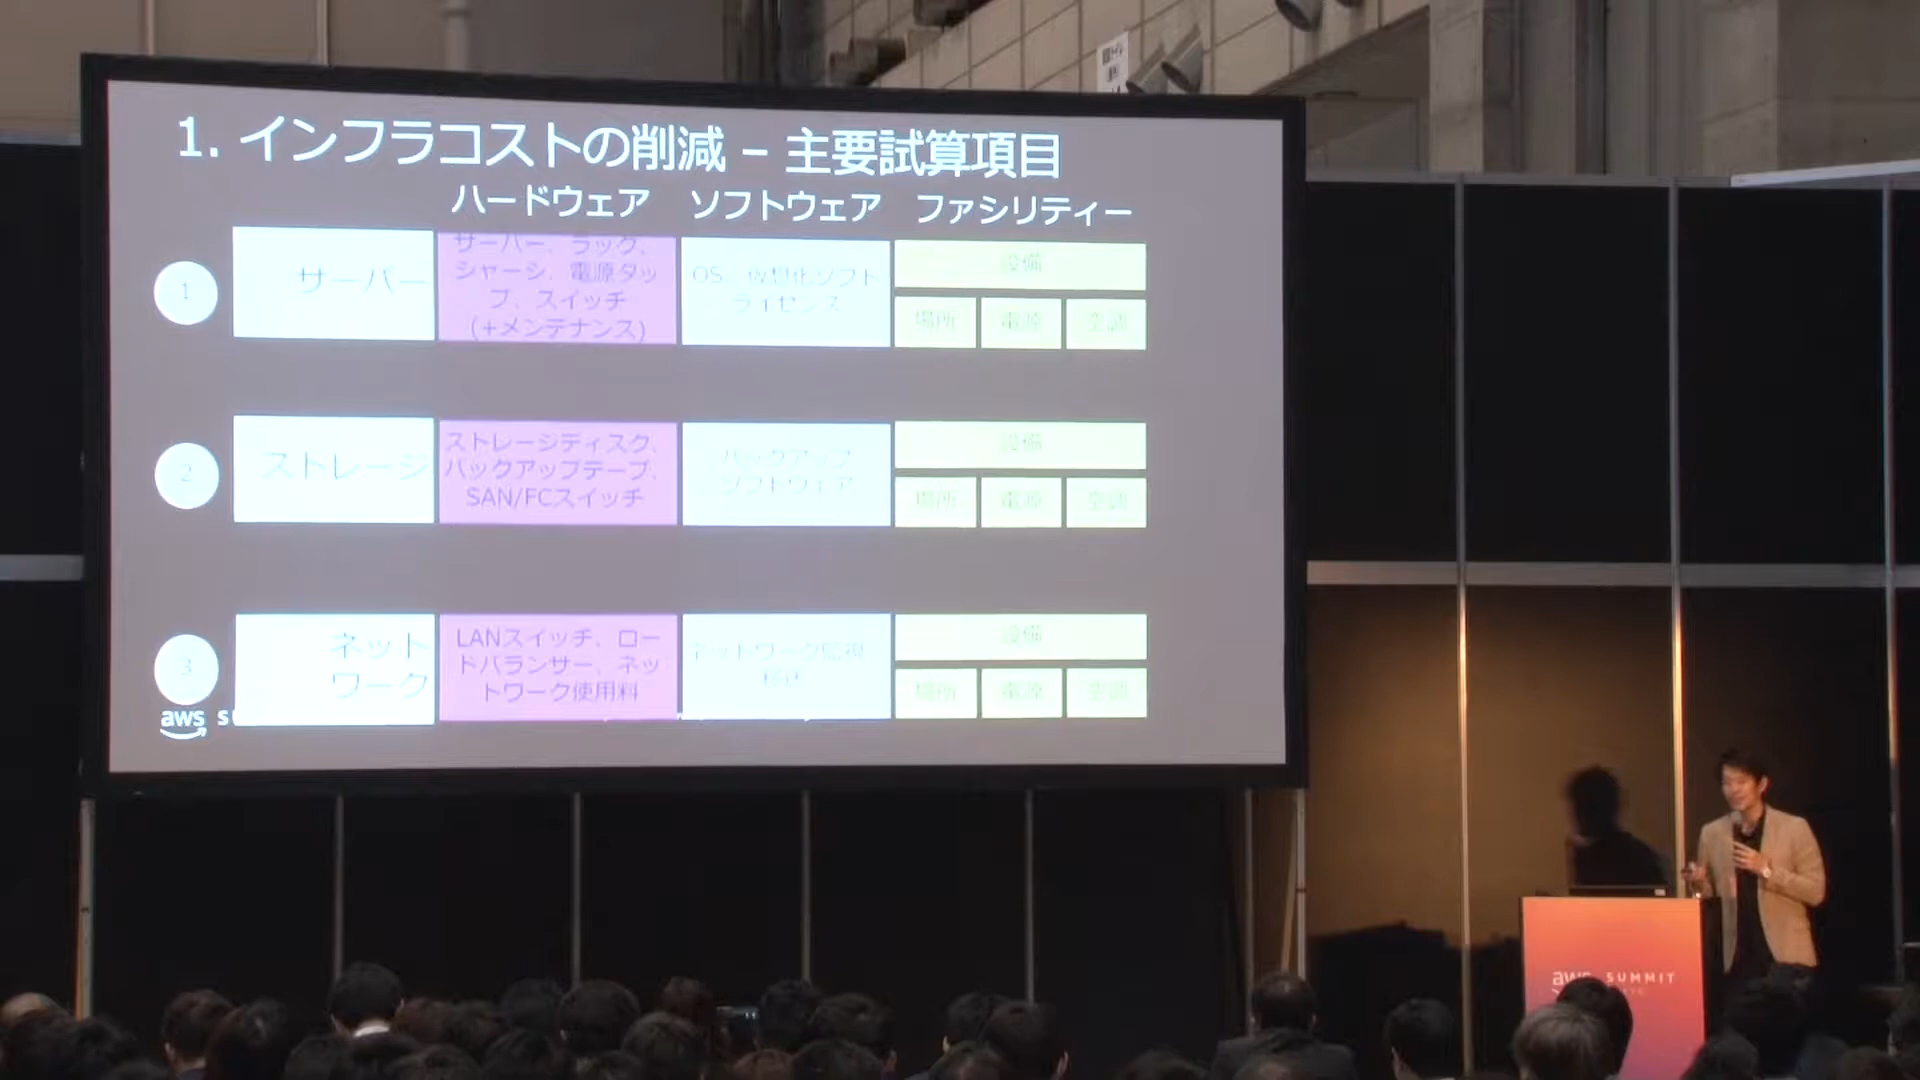 1. インフラコストの削減 – 主要試算項目
ハードウェア ソフトウェア ファシリティー
1
サーバー
サーバー、ラック、
シャーシ、電源タッ
プ、スイッチ
(+メンテナンス)
OS、仮想化ソフト
ライセンス
設備
場所 電源 空調
2
ストレージ
ストレージディスク、
バックアップテープ、
SAN/FCスイッチ
バックアップ
ソフトウェア
設備
場所 電源 空調
3
ネット
ワーク
LANスイッチ、ロー
ドバランサー、ネッ
トワーク使用料
ネットワーク監視
設備
場所 電源 空調
aws s
aws SUMMIT